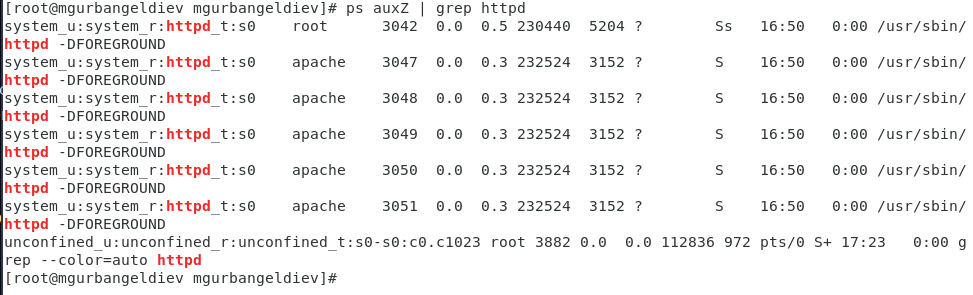 [root@mgurbangeldiev mgurbangeldiev]# ps auxZ | grep httpd
system_u:system_r:httpd_t:s0    root      3042  0.0  0.5 230440  5204 ?        Ss   16:50   0:00 /usr/sbin/
httpd -DFOREGROUND
system_u:system_r:httpd_t:s0    apache    3047  0.0  0.3 232524  3152 ?        S    16:50   0:00 /usr/sbin/
httpd -DFOREGROUND
system_u:system_r:httpd_t:s0    apache    3048  0.0  0.3 232524  3152 ?        S    16:50   0:00 /usr/sbin/
httpd -DFOREGROUND
system_u:system_r:httpd_t:s0    apache    3049  0.0  0.3 232524  3152 ?        S    16:50   0:00 /usr/sbin/
httpd -DFOREGROUND
system_u:system_r:httpd_t:s0    apache    3050  0.0  0.3 232524  3152 ?        S    16:50   0:00 /usr/sbin/
httpd -DFOREGROUND
system_u:system_r:httpd_t:s0    apache    3051  0.0  0.3 232524  3152 ?        S    16:50   0:00 /usr/sbin/
httpd -DFOREGROUND
unconfined_u:unconfined_r:unconfined_t:s0-s0:c0.c1023 root 3882 0.0  0.0 112836 972 pts/0 S+ 17:23   0:00 g
rep --color=auto httpd
[root@mgurbangeldiev mgurbangeldiev]#